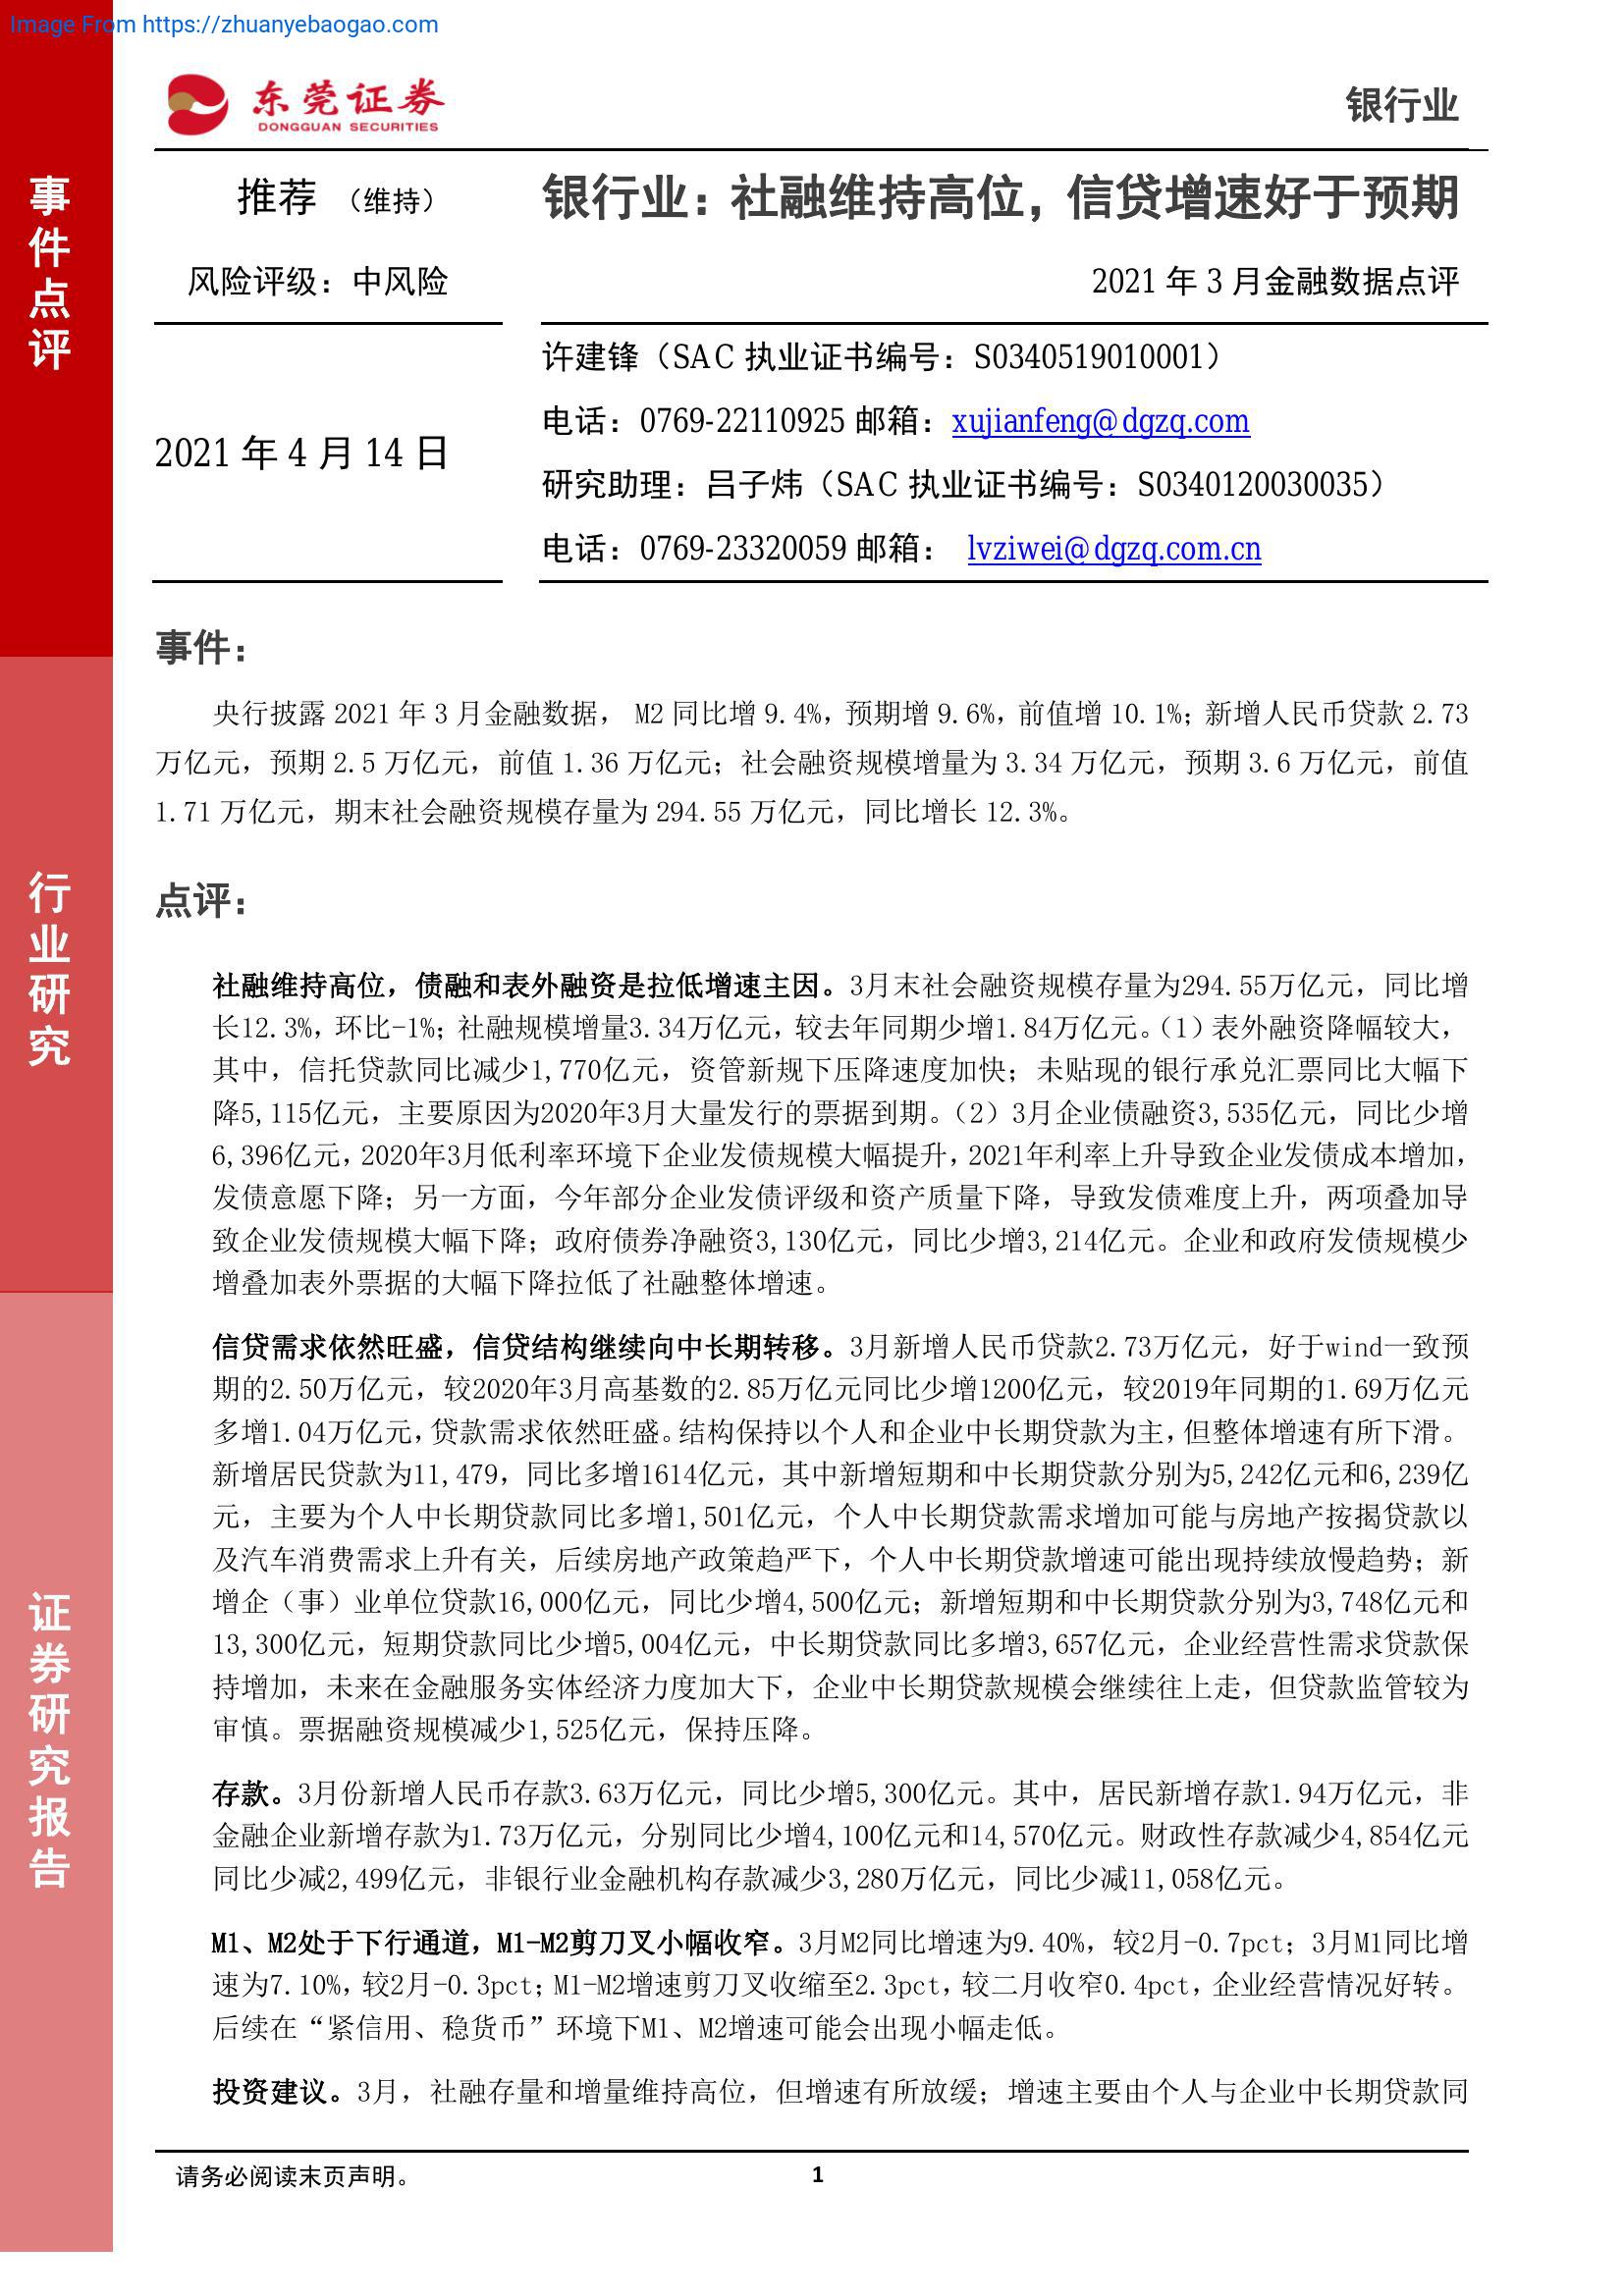 Image From https://zhuanyebaogao.com
东莞证券
DONGGUAN SECURITIES
银行业
事件点评
行业研究
证券研究报告
推荐 （维持）
银行业：社融维持高位，信贷增速好于预期
风险评级：中风险
2021 年 3 月金融数据点评
2021 年 4 月 14 日
许建锋（SAC 执业证书编号：S0340519010001）
电话：0769-22110925 邮箱：xujianfeng@dgzq.com
研究助理：吕子炜（SAC 执业证书编号：S0340120030035）
电话：0769-23320059 邮箱： lvziwei@dgzq.com.cn
事件：
央行披露 2021 年 3 月金融数据， M2 同比增 9.4%，预期增 9.6%，前值增 10.1%；新增人民币贷款 2.73
万亿元，预期 2.5 万亿元，前值 1.36 万亿元；社会融资规模增量为 3.34 万亿元，预期 3.6 万亿元，前值
1.71 万亿元，期末社会融资规模存量为 294.55 万亿元，同比增长 12.3%。
点评：
社融维持高位，债融和表外融资是拉低增速主因。3月末社会融资规模存量为294.55万亿元，同比增
长12.3%，环比-1%；社融规模增量3.34万亿元，较去年同期少增1.84万亿元。（1）表外融资降幅较大，
其中，信托贷款同比减少1,770亿元，资管新规下压降速度加快；未贴现的银行承兑汇票同比大幅下
降5,115亿元，主要原因为2020年3月大量发行的票据到期。（2）3月企业债融资3,535亿元，同比少增
6,396亿元，2020年3月低利率环境下企业发债规模大幅提升，2021年利率上升导致企业发债成本增加，
发债意愿下降；另一方面，今年部分企业发债评级和资产质量下降，导致发债难度上升，两项叠加导
致企业发债规模大幅下降；政府债券净融资3,130亿元，同比少增3,214亿元。企业和政府发债规模少
增叠加表外票据的大幅下降拉低了社融整体增速。
信贷需求依然旺盛，信贷结构继续向中长期转移。3月新增人民币贷款2.73万亿元，好于wind一致预
期的2.50万亿元，较2020年3月高基数的2.85万亿元同比少增1200亿元，较2019年同期的1.69万亿元
多增1.04万亿元，贷款需求依然旺盛。结构保持以个人和企业中长期贷款为主，但整体增速有所下滑。
新增居民贷款为11,479，同比多增1614亿元，其中新增短期和中长期贷款分别为5,242亿元和6,239亿
元，主要为个人中长期贷款同比多增1,501亿元，个人中长期贷款需求增加可能与房地产按揭贷款以
及汽车消费需求上升有关，后续房地产政策趋严下，个人中长期贷款增速可能出现持续放慢趋势；新
增企（事）业单位贷款16,000亿元，同比少增4,500亿元；新增短期和中长期贷款分别为3,748亿元和
13,300亿元，短期贷款同比少增5,004亿元，中长期贷款同比多增3,657亿元，企业经营性需求贷款保
持增加，未来在金融服务实体经济力度加大下，企业中长期贷款规模会继续往上走，但贷款监管较为
审慎。票据融资规模减少1,525亿元，保持压降。
存款。3月份新增人民币存款3.63万亿元，同比少增5,300亿元。其中，居民新增存款1.94万亿元，非
金融企业新增存款为1.73万亿元，分别同比少增4,100亿元和14,570亿元。财政性存款减少4,854亿元
同比少减2,499亿元，非银行业金融机构存款减少3,280万亿元，同比少减11,058亿元。
M1、M2处于下行通道，M1-M2剪刀叉小幅收窄。3月M2同比增速为9.40%，较2月-0.7pct；3月M1同比增
速为7.10%，较2月-0.3pct；M1-M2增速剪刀叉收缩至2.3pct，较二月收窄0.4pct，企业经营情况好转。
后续在“紧信用、稳货币”环境下M1、M2增速可能会出现小幅走低。
投资建议。3月，社融存量和增量维持高位，但增速有所放缓；增速主要由个人与企业中长期贷款同
请务必阅读末页声明。
1